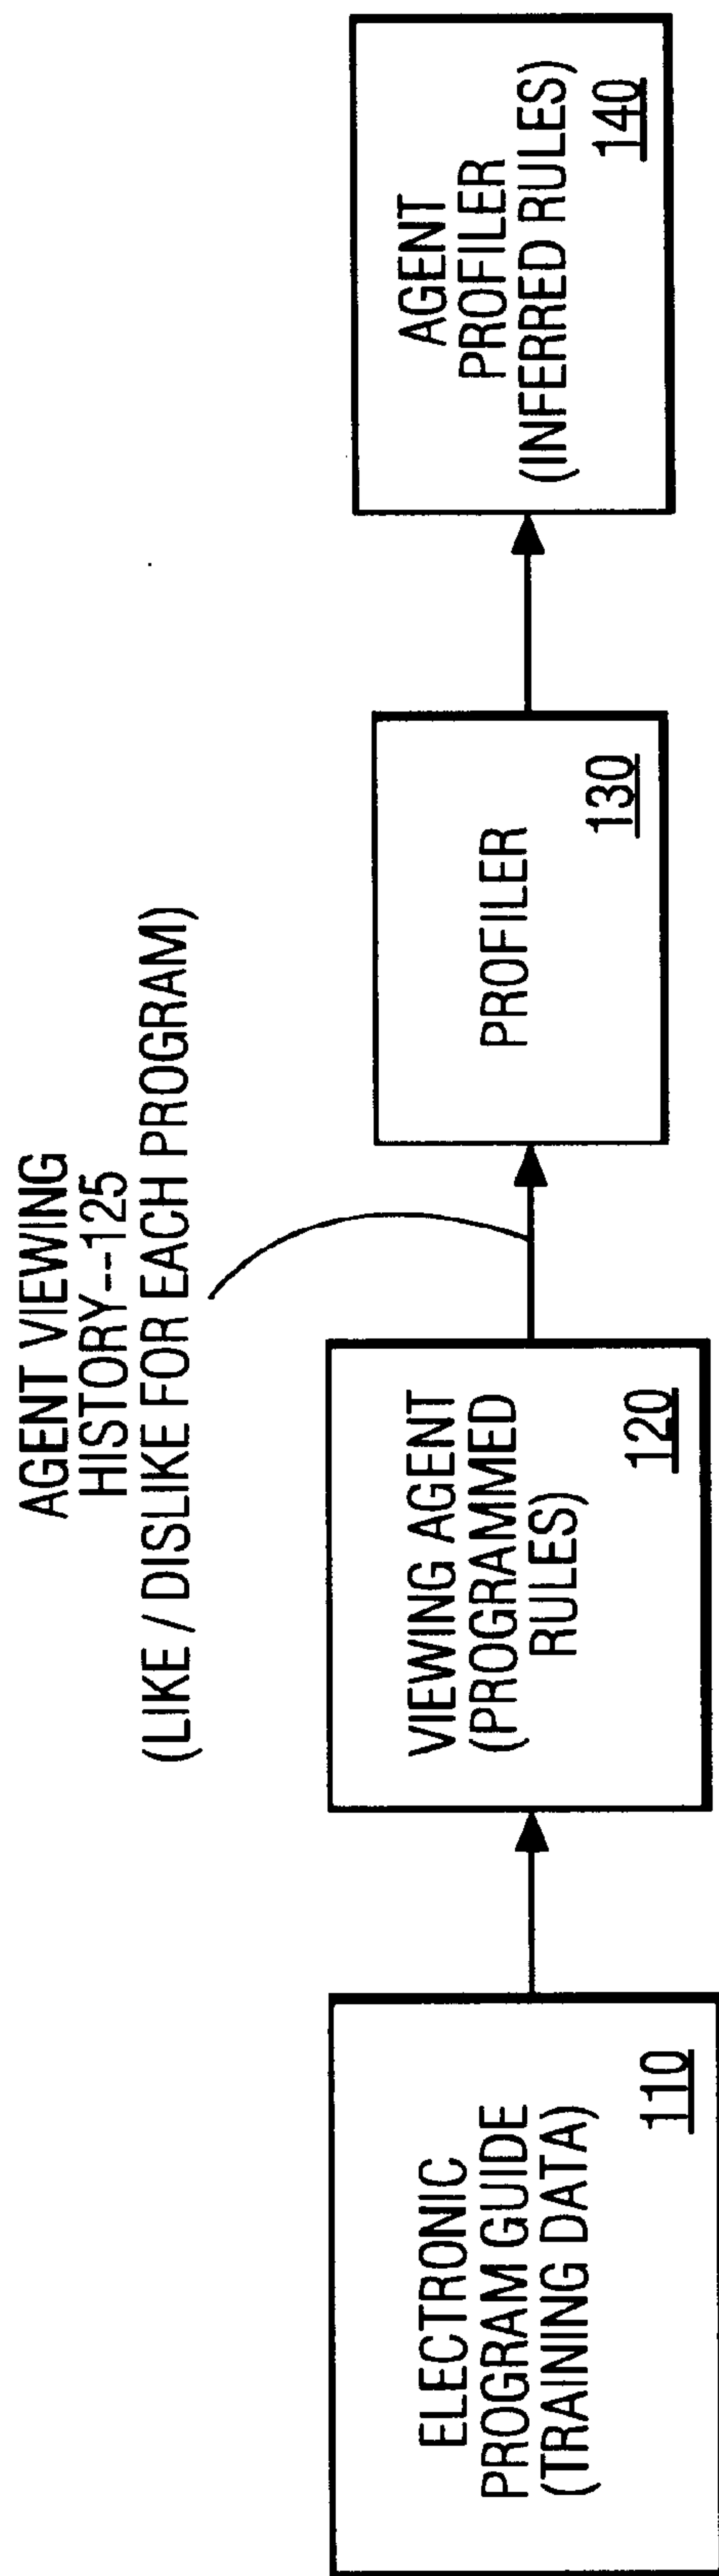 AGENT VIEWING
HISTORY--125
(LIKE / DISLIKE FOR EACH PROGRAM)
ELECTRONIC
PROGRAM GUIDE
(TRAINING DATA)
110
VIEWING AGENT
(PROGRAMMED
RULES)
120
PROFILER
130
AGENT
PROFILER
(INFERRED RULES)
140